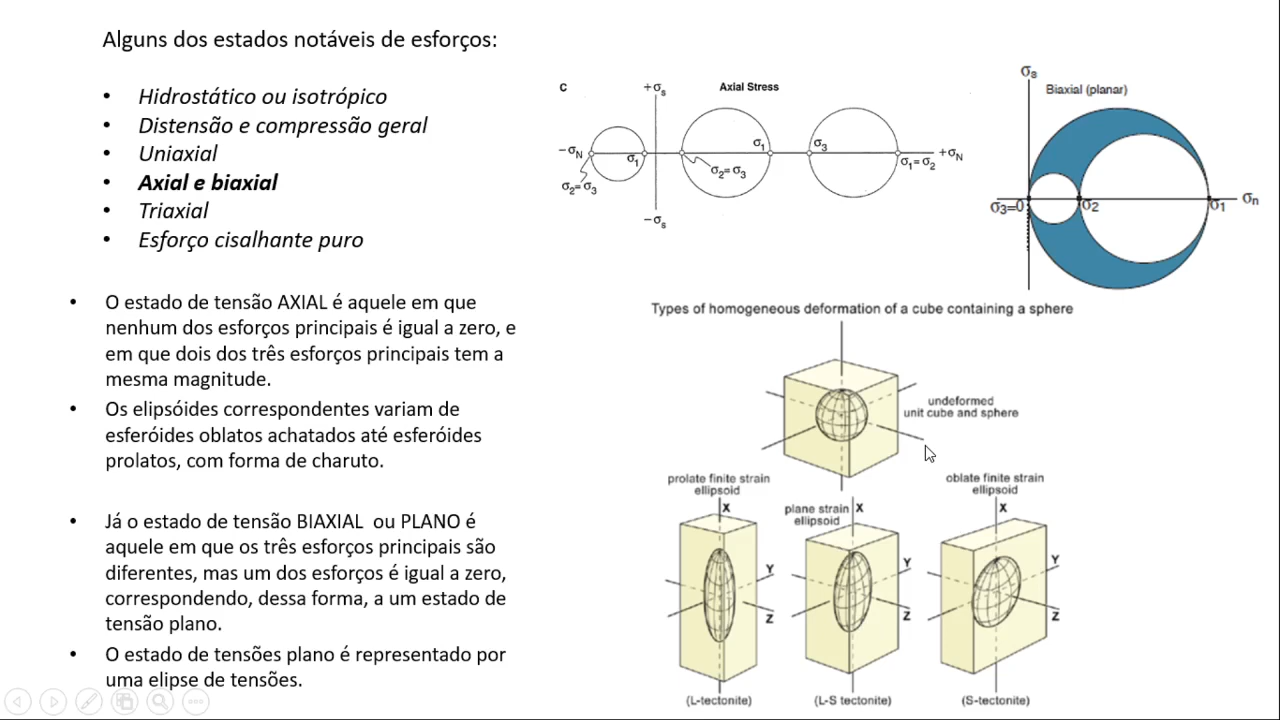 Alguns dos estados notáveis de esforços:
• Hidrostático ou isotrópico
• Distensão e compressão geral
• Uniaxial
• Axial e biaxial
• Triaxial
• Esforço cisalhante puro
• O estado de tensão AXIAL é aquele em que
nenhum dos esforços principais é igual a zero, e
em que dois dos três esforços principais tem a
mesma magnitude.
• Os elipsóides correspondentes variam de
esferóides oblatos achatados até esferóides
prolatos, com forma de charuto.
• Já o estado de tensão BIAXIAL ou PLANO é
aquele em que os três esforços principais são
diferentes, mas um dos esforços é igual a zero,
correspondendo, dessa forma, a um estado de
tensão plano.
• O estado de tensões plano é representado por
uma elipse de tensões.
C
+σs
Axial Stress
−σN
σ1
σ2=σ3
σ1
σ2=σ3
σ3
σ1=σ2
+σN
−σs
σs
Biaxial (planar)
σ3=0
σ2
σ1
σn
Types of homogeneous deformation of a cube containing a sphere
undeformed
unit cube and sphere
prolate finite strain
ellipsoid
X
Y
Z
(L-tectonite)
plane strain
ellipsoid
X
Y
Z
(L-S tectonite)
oblate finite strain
ellipsoid
X
Y
Z
(S-tectonite)